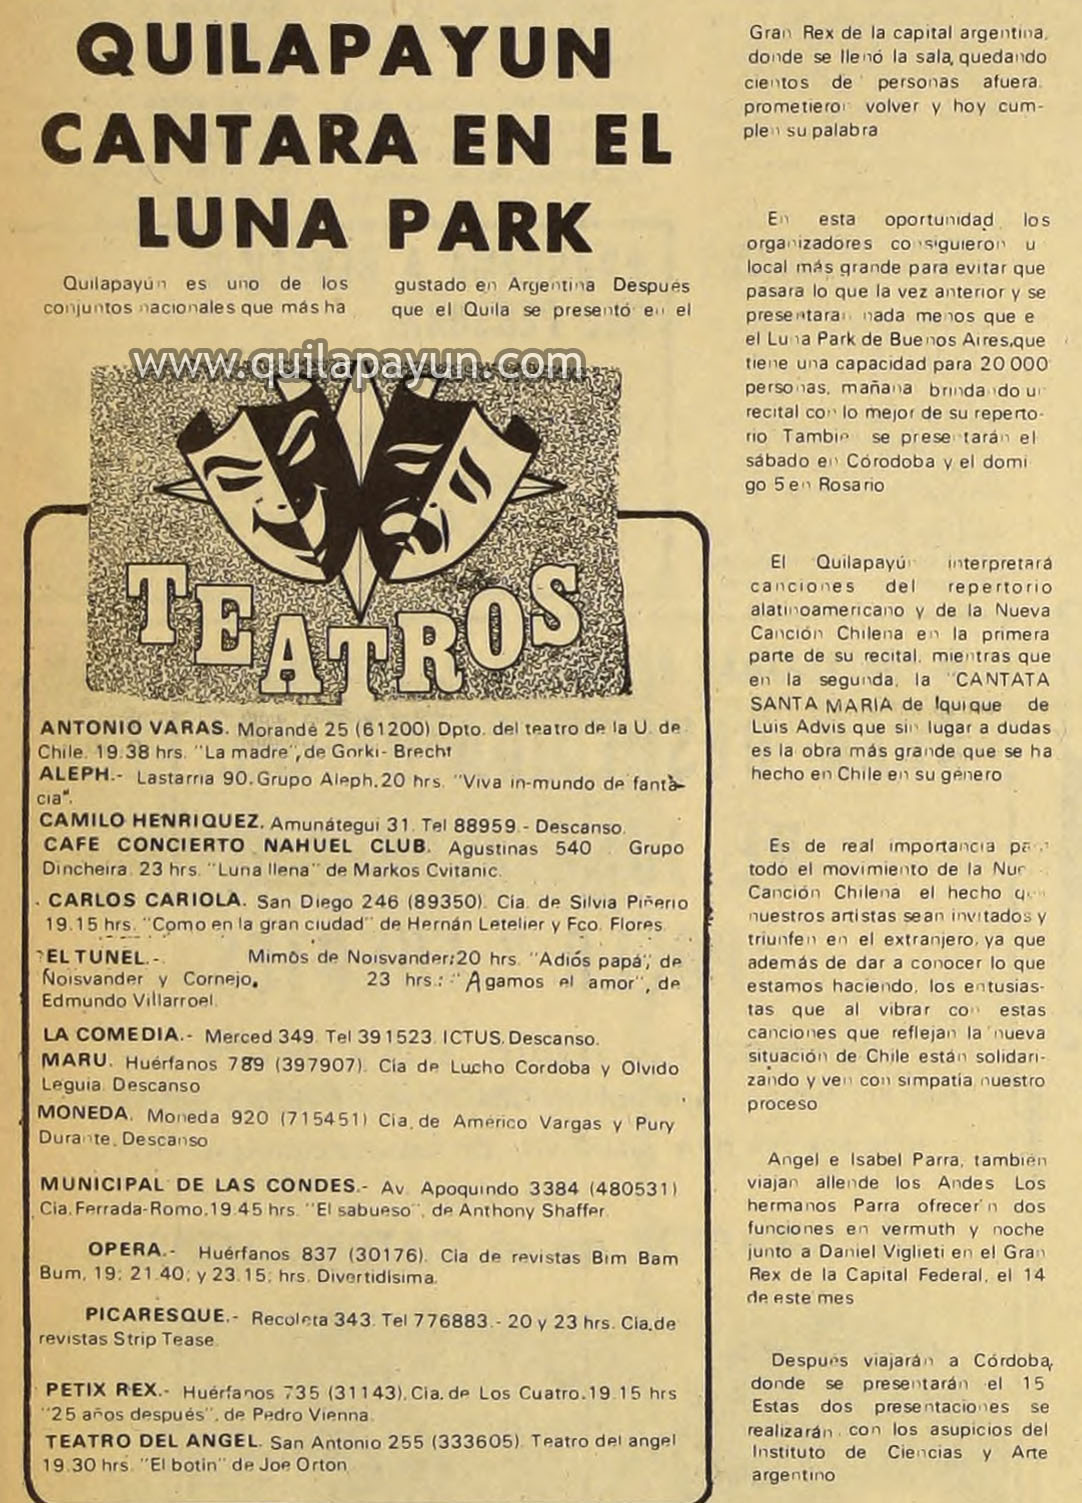 QUILAPAYUN
CANTARA EN EL
LUNA PARK
Quilapayún es uno de los
conjuntos nacionales que más ha
gustado en Argentina Después
que el Quila se presentó en el
Gran Rex de la capital argentina,
donde se llenó la sala, quedando
cientos de personas afuera,
prometieron volver y hoy cum-
plen su palabra
En esta oportunidad los
organizadores consiguieron u
local más grande para evitar que
pasara lo que la vez anterior y se
presentaran nada menos que e
el Luna Park de Buenos Aires, que
tiene una capacidad para 20 000
personas, mañana brindando un
recital con lo mejor de su reperto-
rio Tambie se presentarán el
sábado en Córodoba y el domi
go 5 en Rosario
El Quilapayún interpretará
canciones del repertorio
alatinoamericano y de la Nueva
Canción Chilena en la primera
parte de su recital, mientras que
en la segunda, la "CANTATA
SANTA MARIA de Iquique de
Luis Advis que sin lugar a dudas
es la obra más grande que se ha
hecho en Chile en su género
Es de real importancia para
todo el movimiento de la
Canción Chilena el hecho que
nuestros artistas sean invitados y
triunfen en el extranjero, ya que
además de dar a conocer lo que
estamos haciendo, los entusias-
tas que al vibrar con estas
canciones que reflejan la nueva
situación de Chile están solidari-
zando y ven con simpatía nuestro
proceso
Angel e Isabel Parra, también
viajan allende los Andes Los
hermanos Parra ofrecerán dos
funciones en vermuth y noche
junto a Daniel Viglieti en el Gran
Rex de la Capital Federal, el 14
de este mes
Después viajarán a Córdoba,
donde se presentarán el 15
Estas dos presentaciones se
realizarán con los asupicios del
Instituto de Ciencias y Arte
argentino
www.quilapayun.com
TEATROS
ANTONIO VARAS. Morandé 25 (61200) Dpto. del teatro de la U. de
Chile. 19.38 hrs. "La madre", de Gorki- Brecht
ALEPH.- Lastarria 90. Grupo Aleph. 20 hrs. "Viva in-mundo de fantà-
cia".
CAMILO HENRIQUEZ. Amunátegui 31. Tel 88959.- Descanso.
CAFE CONCIERTO NAHUEL CLUB. Agustinas 540 . Grupo
Dincheira. 23 hrs. "Luna llena" de Markos Cvitanic.
CARLOS CARIOLA. San Diego 246 (89350). Cia. de Silvia Piñerio
19.15 hrs. "Como en la gran ciudad" de Hernán Letelier y Fco. Flores.
EL TUNEL.-. Mimos de Noisvander: 20 hrs. "Adiós papá", de
Noisvander y Cornejo, 23 hrs.: "Agamos el amor", de
Edmundo Villarroel.
LA COMEDIA.- Merced 349. Tel 391523. ICTUS. Descanso.
MARU. Huérfanos 789 (397907). Cía de Lucho Cordoba y Olvido
Leguia. Descanso
MONEDA. Moneda 920 (715451) Cia. de Américo Vargas y Pury
Durante. Descanso
MUNICIPAL DE LAS CONDES.- Av. Apoquindo 3384 (480531)
Cia. Ferrada-Romo. 19.45 hrs. "El sabueso", de Anthony Shaffer.
OPERA.- Huérfanos 837 (30176). Cia de revistas Bim Bam
Bum, 19; 21.40; y 23.15; hrs. Divertidísima.
PICARESQUE.- Recoleta 343. Tel 776883.- 20 y 23 hrs. Cia. de
revistas Strip Tease.
PETIX REX.- Huérfanos 735 (31143). Cia. de Los Cuatro. 19.15 hrs
"25 años después", de Pedro Vienna.
TEATRO DEL ANGEL. San Antonio 255 (333605). Teatro del angel
19.30 hrs. "El botin" de Joe Orton